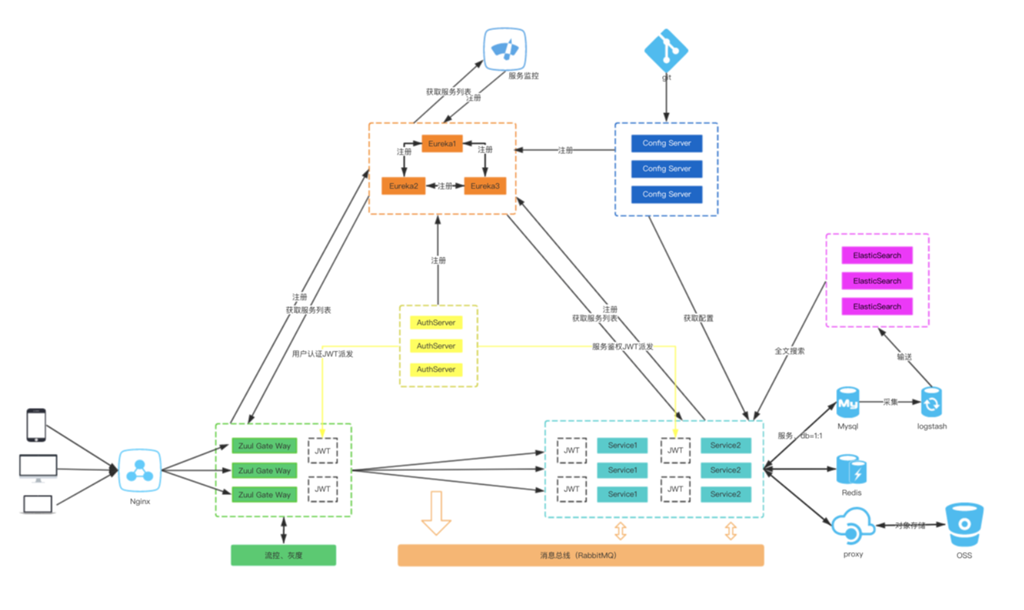 服务监控
git
获取服务列表
注册
Eureka1
注册
注册
Eureka2
注册
Eureka3
注册
Config Server
Config Server
Config Server
注册
AuthServer
AuthServer
AuthServer
注册
获取服务列表
注册
获取服务列表
获取配置
用户认证JWT派发
服务鉴权JWT派发
ElasticSearch
ElasticSearch
ElasticSearch
全文搜索
输送
My
Mysql
采集
logstash
服务、db=1:1
Nginx
Zuul Gate Way
Zuul Gate Way
Zuul Gate Way
JWT
JWT
JWT
JWT
Service1
Service1
Service1
JWT
JWT
Service2
Service2
Service2
Redis
proxy
对象存储
OSS
流控、灰度
消息总线（RabbitMQ）